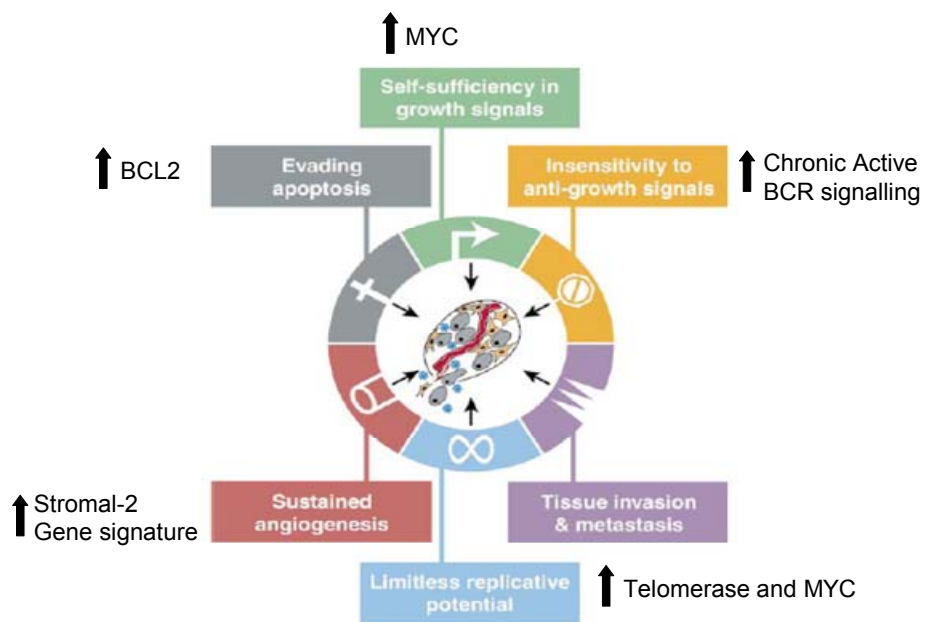 MYC
Self-sufficiency in
growth signals
BCL2
Evading
apoptosis
Insensitivity to
anti-growth signals
Chronic Active
BCR signalling
Stromal-2
Gene signature
Sustained
angiogenesis
Tissue invasion
& metastasis
Limitless replicative
potential
Telomerase and MYC